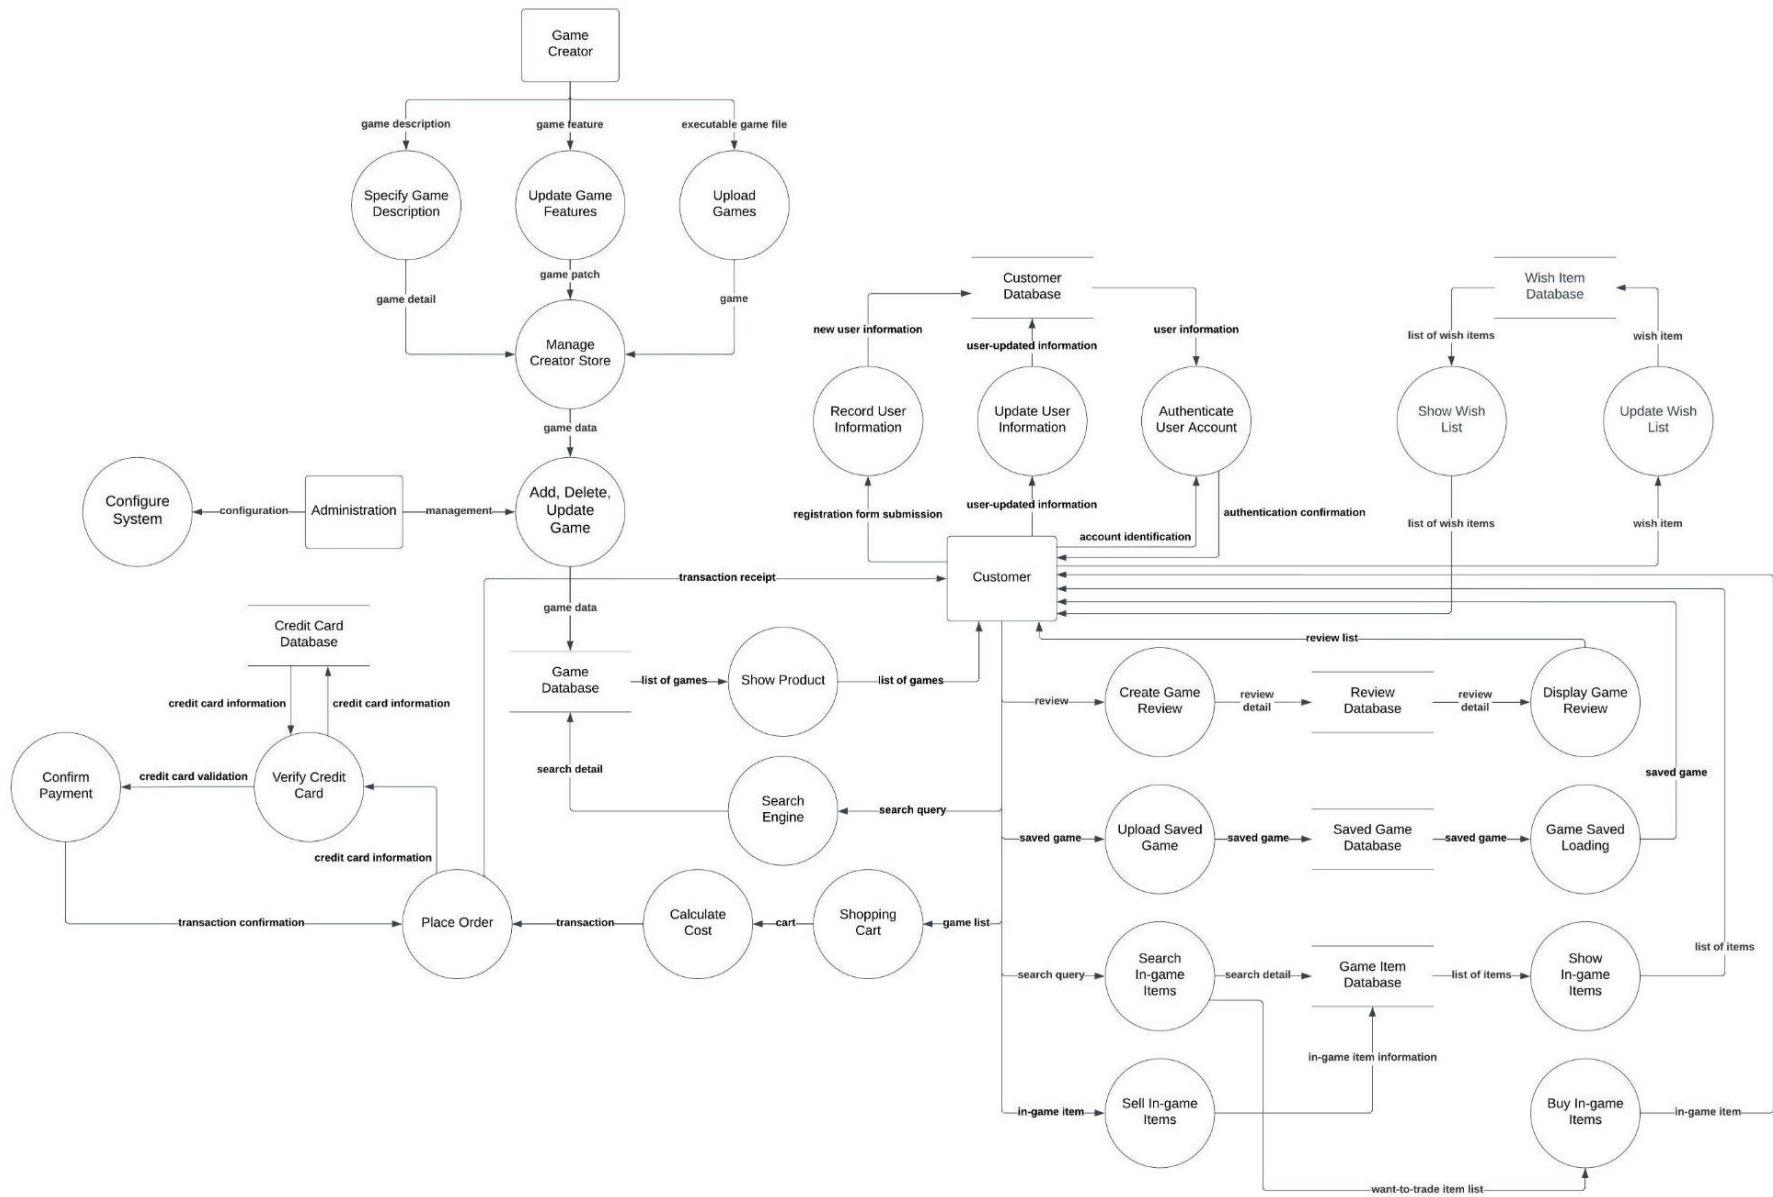 Game
Creator
game description
game feature
executable game file
Specify Game
Description
Update Game
Features
Upload
Games
game detail
game patch
game
Manage
Creator Store
game data
Configure
System
configuration
Administration
management
Add, Delete,
Update
Game
game data
Customer
Database
new user information
user-updated information
user information
Record User
Information
Update User
Information
Authenticate
User Account
registration form submission
user-updated information
account identification
authentication confirmation
Wish Item
Database
list of wish items
wish item
Show Wish
List
Update Wish
List
list of wish items
wish item
transaction receipt
Customer
Credit Card
Database
credit card information
credit card information
Confirm
Payment
credit card validation
Verify Credit
Card
credit card information
transaction confirmation
Place Order
Game
Database
list of games
Show Product
list of games
search detail
Search
Engine
search query
transaction
Calculate
Cost
cart
Shopping
Cart
game list
review list
review
Create Game
Review
review
detail
Review
Database
review
detail
Display Game
Review
saved game
saved game
Upload Saved
Game
saved game
Saved Game
Database
saved game
Game Saved
Loading
search query
Search
In-game
Items
search detail
Game Item
Database
list of items
Show
In-game
Items
list of items
in-game item information
in-game item
Sell In-game
Items
Buy In-game
Items
in-game item
want-to-trade item list